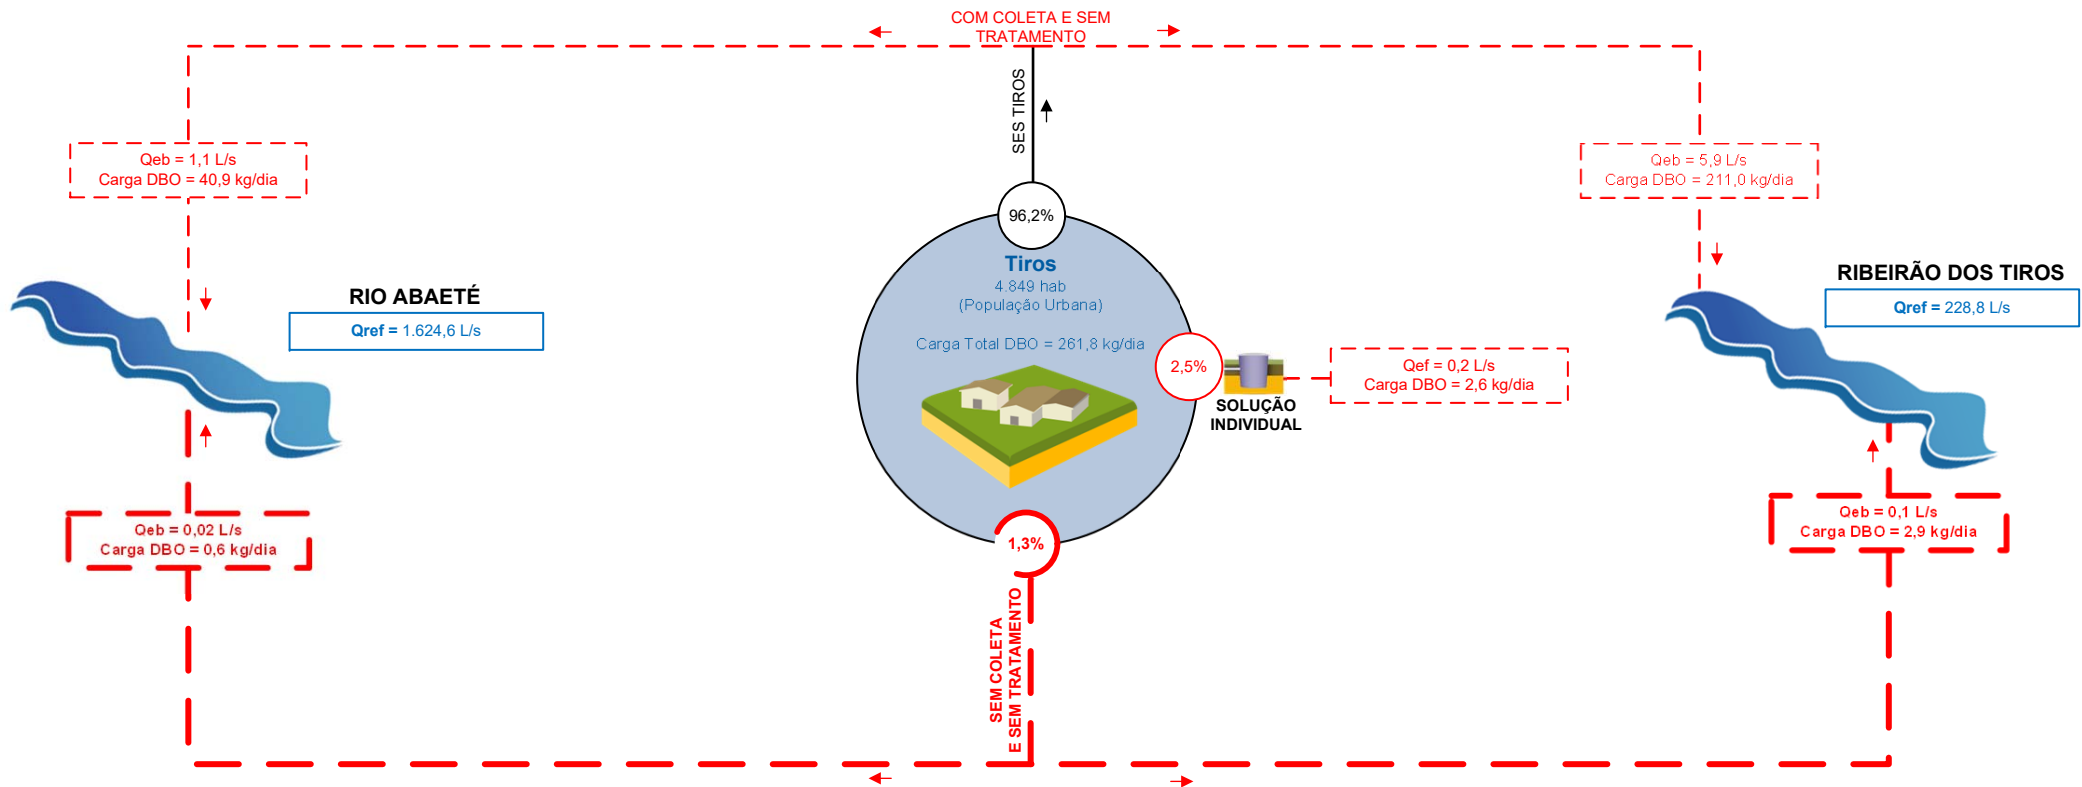 COM COLETA E SEM
TRATAMENTO
SES TIROS
Qeb = 1,1 L/s
Carga DBO = 40,9 kg/dia
Qeb = 5,9 L/s
Carga DBO = 211,0 kg/dia
96,2%
Tiros
4.849 hab
(População Urbana)
Carga Total DBO = 261,8 kg/dia
RIO ABAETÉ
Qref = 1.624,6 L/s
RIBEIRÃO DOS TIROS
Qref = 228,8 L/s
2,5%
SOLUÇÃO
INDIVIDUAL
Qef = 0,2 L/s
Carga DBO = 2,6 kg/dia
Qeb = 0,02 L/s
Carga DBO = 0,6 kg/dia
1,3%
Qeb = 0,1 L/s
Carga DBO = 2,9 kg/dia
SEM COLETA
E SEM TRATAMENTO